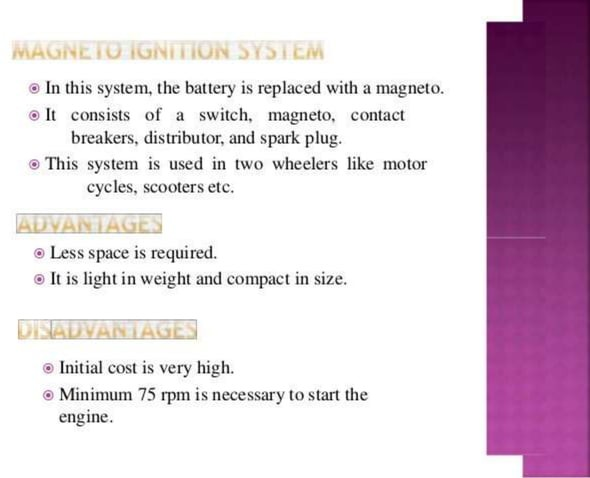 MAGNETO IGNITION SYSTEM
In this system, the battery is replaced with a magneto.
It consists of a switch, magneto, contact
breakers, distributor, and spark plug.
This system is used in two wheelers like motor
cycles, scooters etc.
ADVANTAGES
Less space is required.
It is light in weight and compact in size.
DISADVANTAGES
Initial cost is very high.
Minimum 75 rpm is necessary to start the
engine.